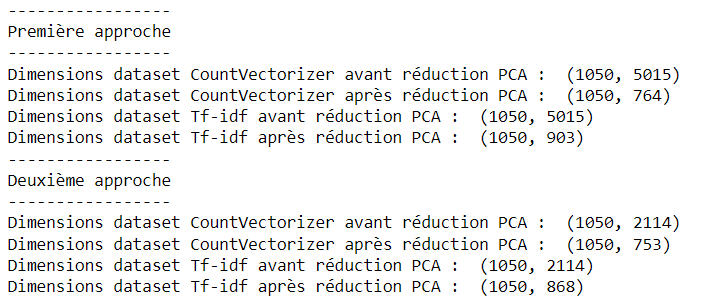 -----------------
Première approche
-----------------
Dimensions dataset CountVectorizer avant réduction PCA :  (1050, 5015)
Dimensions dataset CountVectorizer après réduction PCA :  (1050, 764)
Dimensions dataset Tf-idf avant réduction PCA :  (1050, 5015)
Dimensions dataset Tf-idf après réduction PCA :  (1050, 903)
-----------------
Deuxième approche
-----------------
Dimensions dataset CountVectorizer avant réduction PCA :  (1050, 2114)
Dimensions dataset CountVectorizer après réduction PCA :  (1050, 753)
Dimensions dataset Tf-idf avant réduction PCA :  (1050, 2114)
Dimensions dataset Tf-idf après réduction PCA :  (1050, 868)